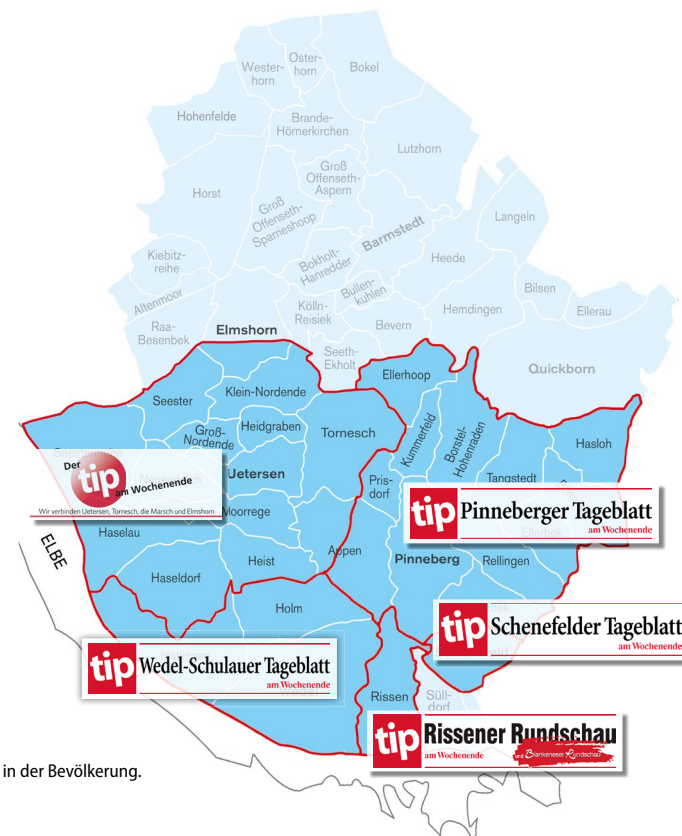 Wester-
horn
Oster-
horn
Bokel
Hohenfelde
Brande-
Hörnerkirchen
Lutzhorn
Groß
Offenseth-
Aspern
Horst
Groß
Offenseth-
Sparrieshoop
Langeln
Barmstedt
Kiebitz-
reihe
Bokholt-
Hanredder
Heede
Bilsen
Altenmoor
Bullen-
kuhlen
Kölln-
Reisiek
Hemdingen
Ellerau
Raa-
Besenbek
Elmshorn
Bevern
Seeth-
Ekholt
Quickborn
Ellerhoop
Klein-Nordende
Seester
Groß-
Nordende
Heidgraben
Tornesch
Kummerfeld
Borstel-
Hohenraden
Hasloh
Uetersen
Pris-
dorf
Tangstedt
Der
tip
am Wochenende
Wir verbinden Uetersen, Tornesch, die Marsch und Elmshorn
tip Pinneberger Tageblatt
am Wochenende
Moorrege
Haselau
ELBE
Appen
Ellerbek
Heist
Pinneberg
Rellingen
Haseldorf
Holm
tip Schenefelder Tageblatt
am Wochenende
tip Wedel-Schulauer Tageblatt
am Wochenende
Rissen
Süll-
dorf
tip Rissener Rundschau
am Wochenende
und Blankeneser Rundschau
in der Bevölkerung.